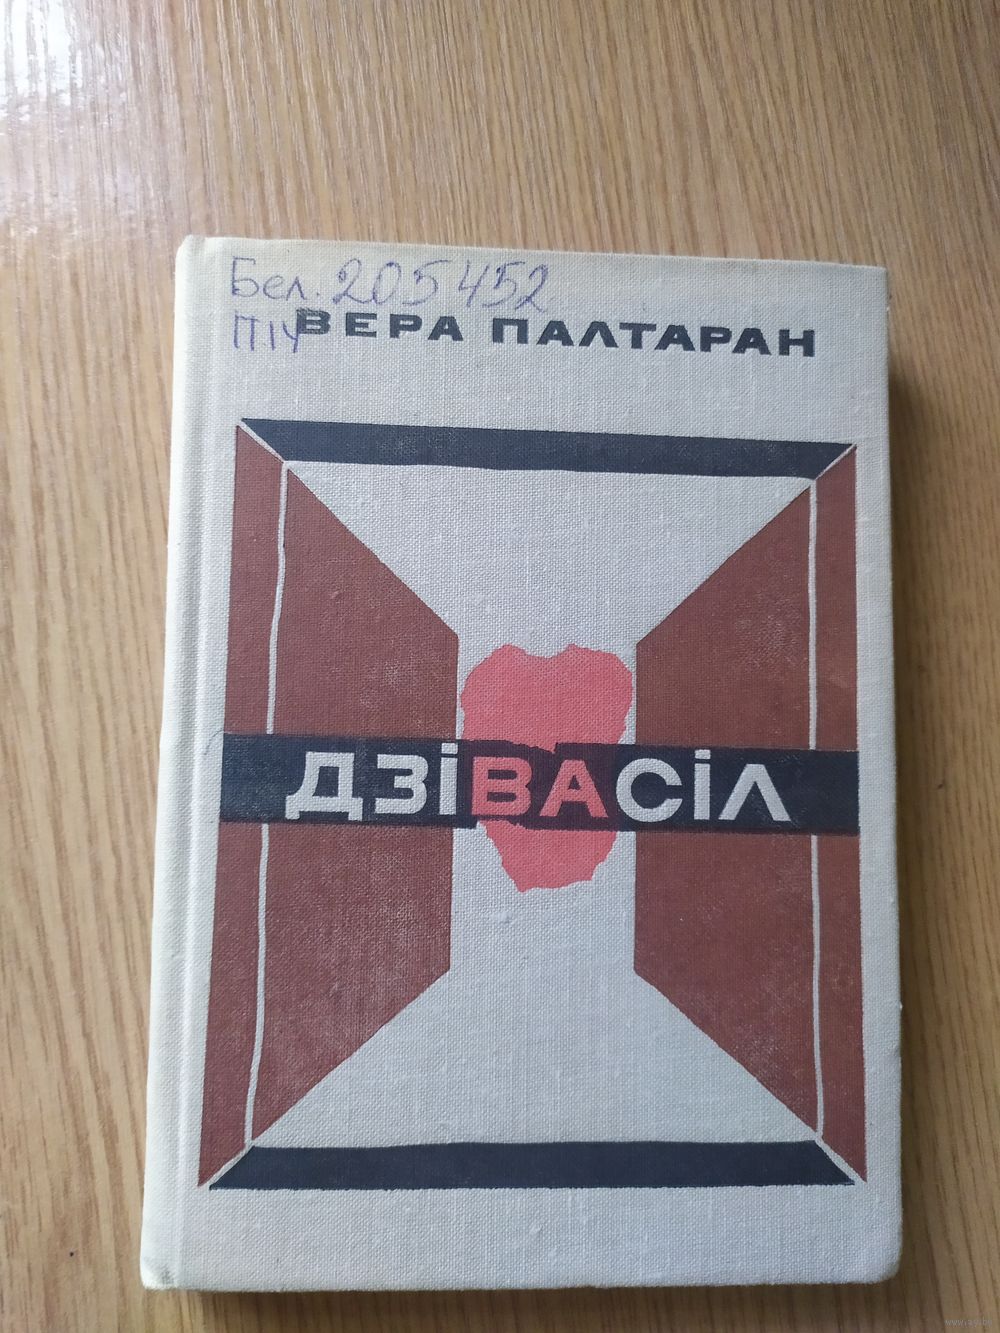 Бел. 205452
П14
ВЕРА ПАЛТАРАН
ДЗІВАСІЛ